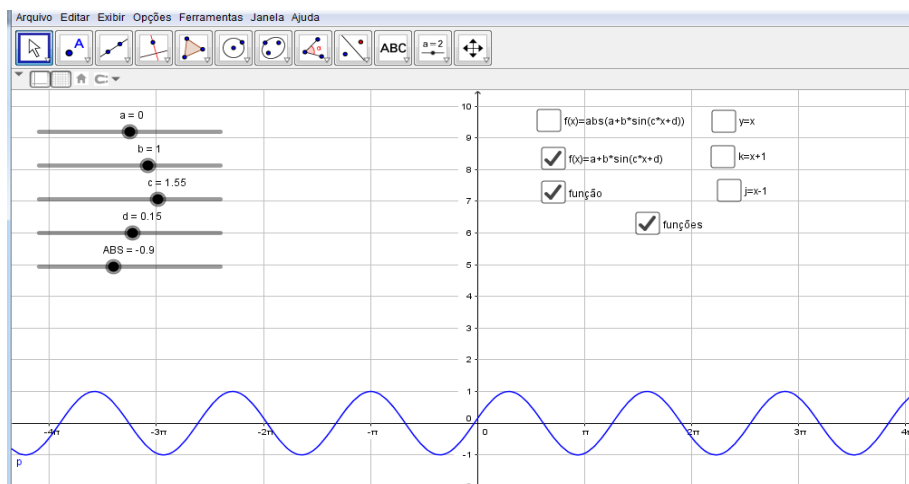 Arquivo Editar Exibir Opções Ferramentas Janela Ajuda
A
α
ABC
a = 2
a = 0
b = 1
c = 1.55
d = 0.15
ABS = -0.9
f(x)=abs(a+b*sin(c*x+d))
y=x
f(x)=a+b*sin(c*x+d)
k=x+1
função
j=x-1
funções
10
9
8
7
6
5
4
3
2
1
0
-1
-4π
-3π
-2π
-π
0
π
2π
3π
4π
p